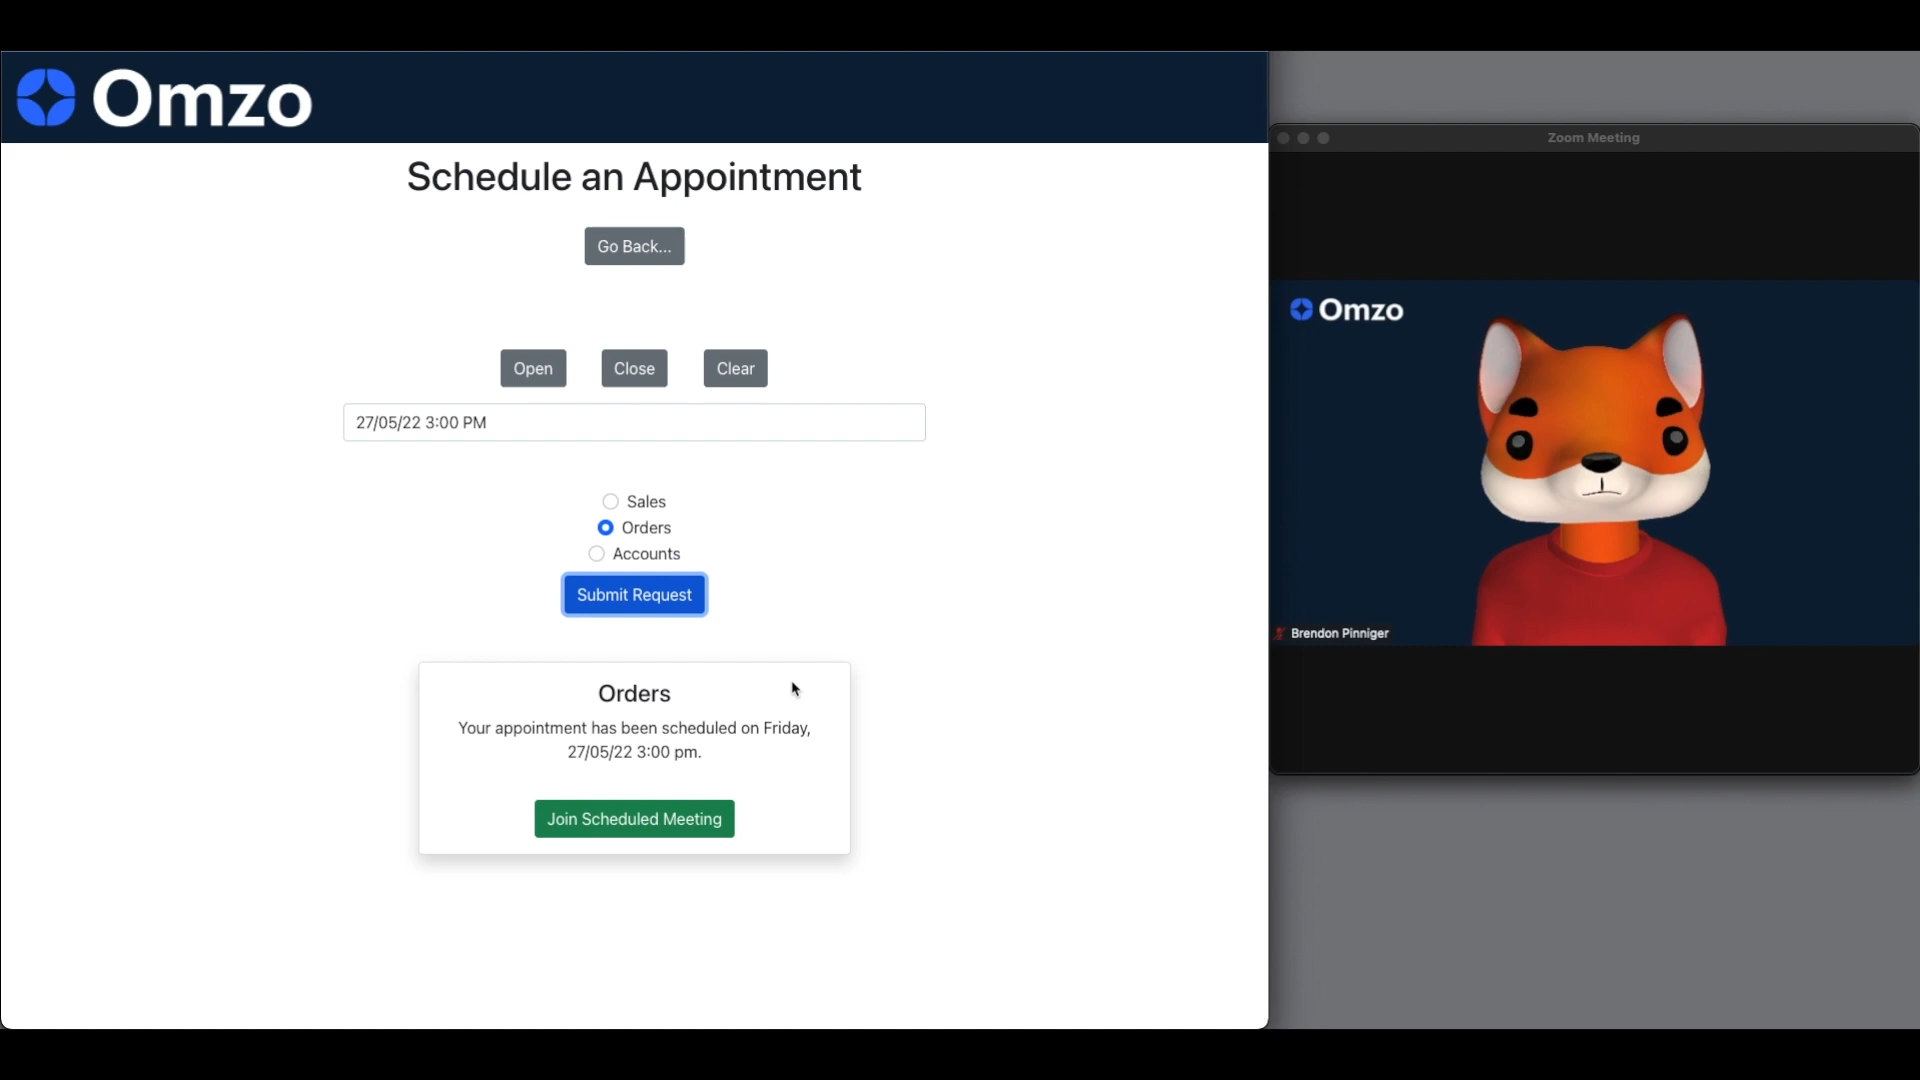 Omzo
Schedule an Appointment
Go Back...
Open Close Clear
27/05/22 3:00 PM
Sales
Orders
Accounts
Submit Request
Orders
Your appointment has been scheduled on Friday,
27/05/22 3:00 pm.
Join Scheduled Meeting
Zoom Meeting
Omzo
Brendon Pinniger